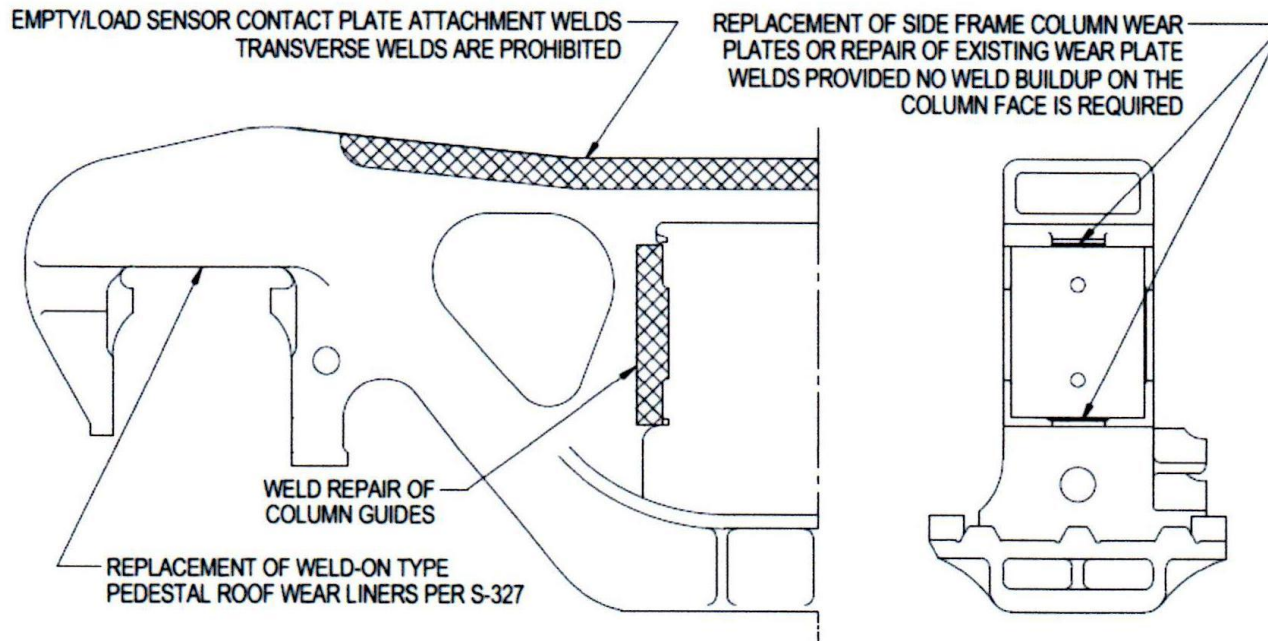 EMPTY/LOAD SENSOR CONTACT PLATE ATTACHMENT WELDS
TRANSVERSE WELDS ARE PROHIBITED
REPLACEMENT OF SIDE FRAME COLUMN WEAR
PLATES OR REPAIR OF EXISTING WEAR PLATE
WELDS PROVIDED NO WELD BUILDUP ON THE
COLUMN FACE IS REQUIRED
WELD REPAIR OF
COLUMN GUIDES
REPLACEMENT OF WELD-ON TYPE
PEDESTAL ROOF WEAR LINERS PER S-327